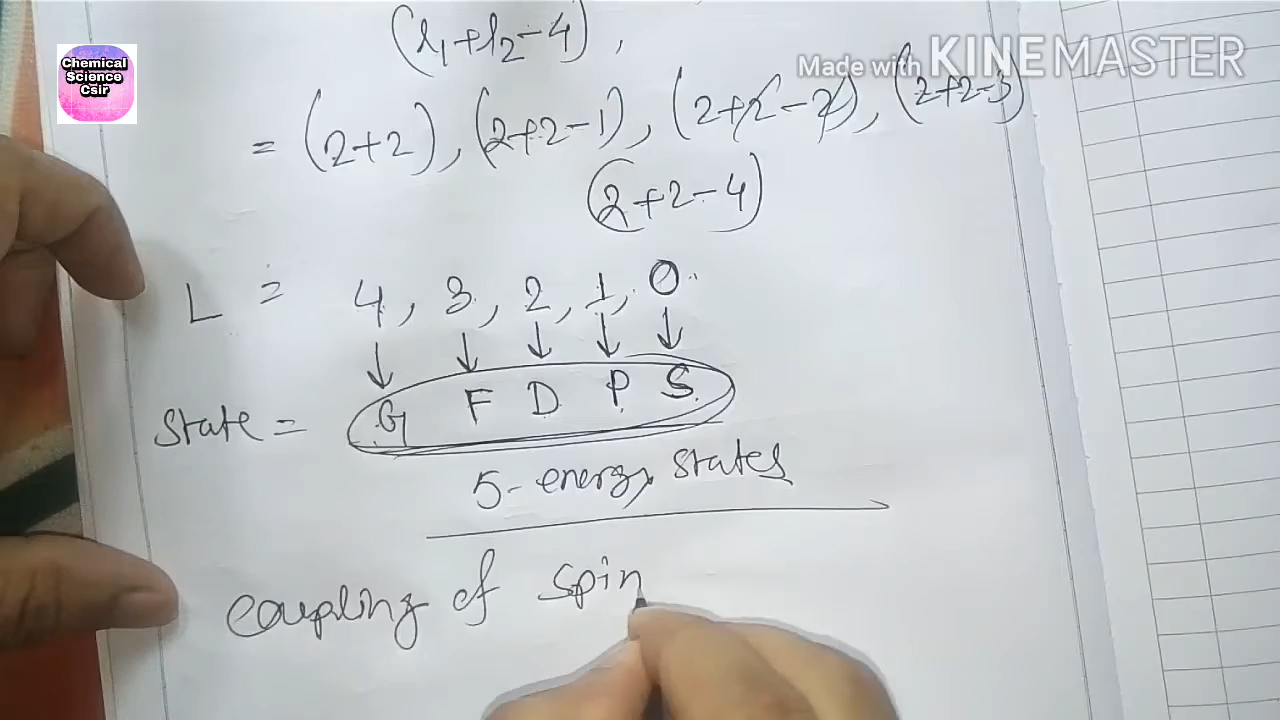 (l₁+l₂-4),
Made with KINEMASTER
Chemical
Science
Csir
= (2+2), (2+2-1), (2+2-2), (2+2-3)
(2+2-4)
L = 4, 3, 2, 1, 0
↓ ↓ ↓ ↓ ↓
State = G F D P S
5-energy states
coupling of spin